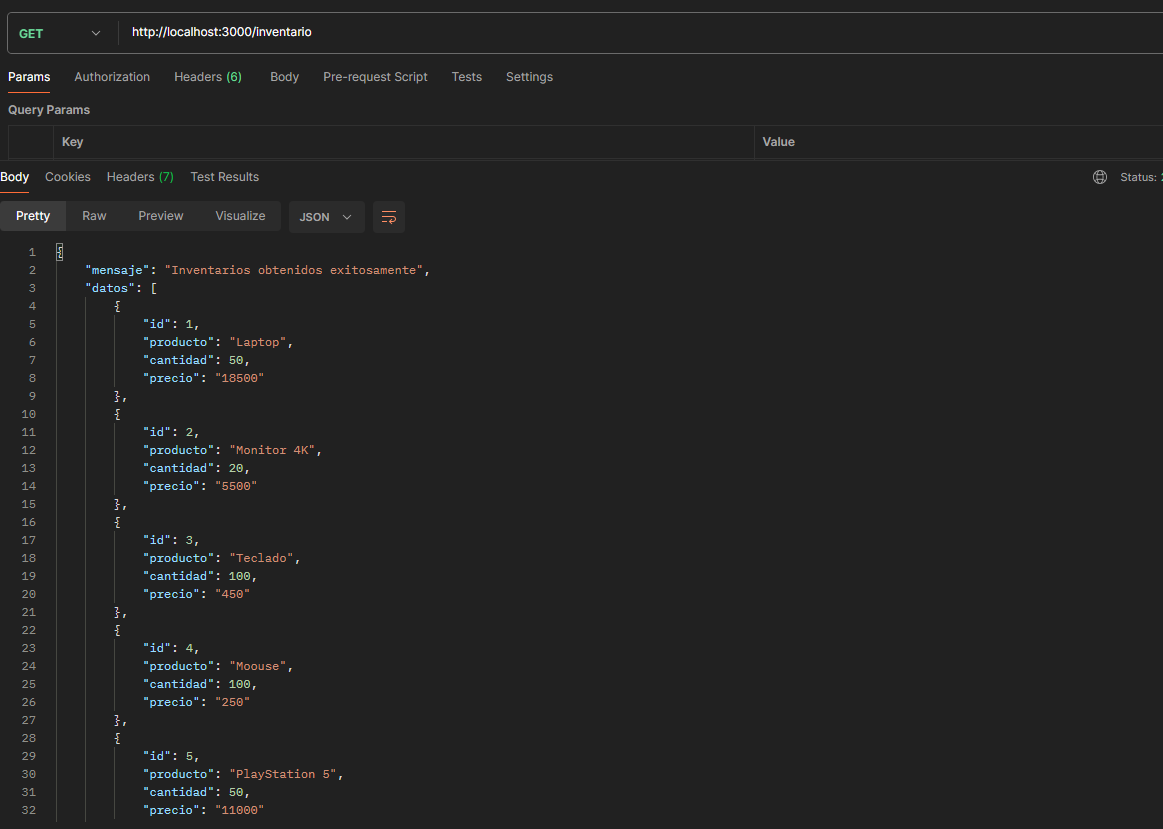 GET http://localhost:3000/inventario
Params Authorization Headers (6) Body Pre-request Script Tests Settings
Query Params
Key Value
Body Cookies Headers (7) Test Results Status:
Pretty Raw Preview Visualize JSON
1 {
2 "mensaje": "Inventarios obtenidos exitosamente",
3 "datos": [
4 {
5 "id": 1,
6 "producto": "Laptop",
7 "cantidad": 50,
8 "precio": "18500"
9 },
10 {
11 "id": 2,
12 "producto": "Monitor 4K",
13 "cantidad": 20,
14 "precio": "5500"
15 },
16 {
17 "id": 3,
18 "producto": "Teclado",
19 "cantidad": 100,
20 "precio": "450"
21 },
22 {
23 "id": 4,
24 "producto": "Moouse",
25 "cantidad": 100,
26 "precio": "250"
27 },
28 {
29 "id": 5,
30 "producto": "PlayStation 5",
31 "cantidad": 50,
32 "precio": "11000"